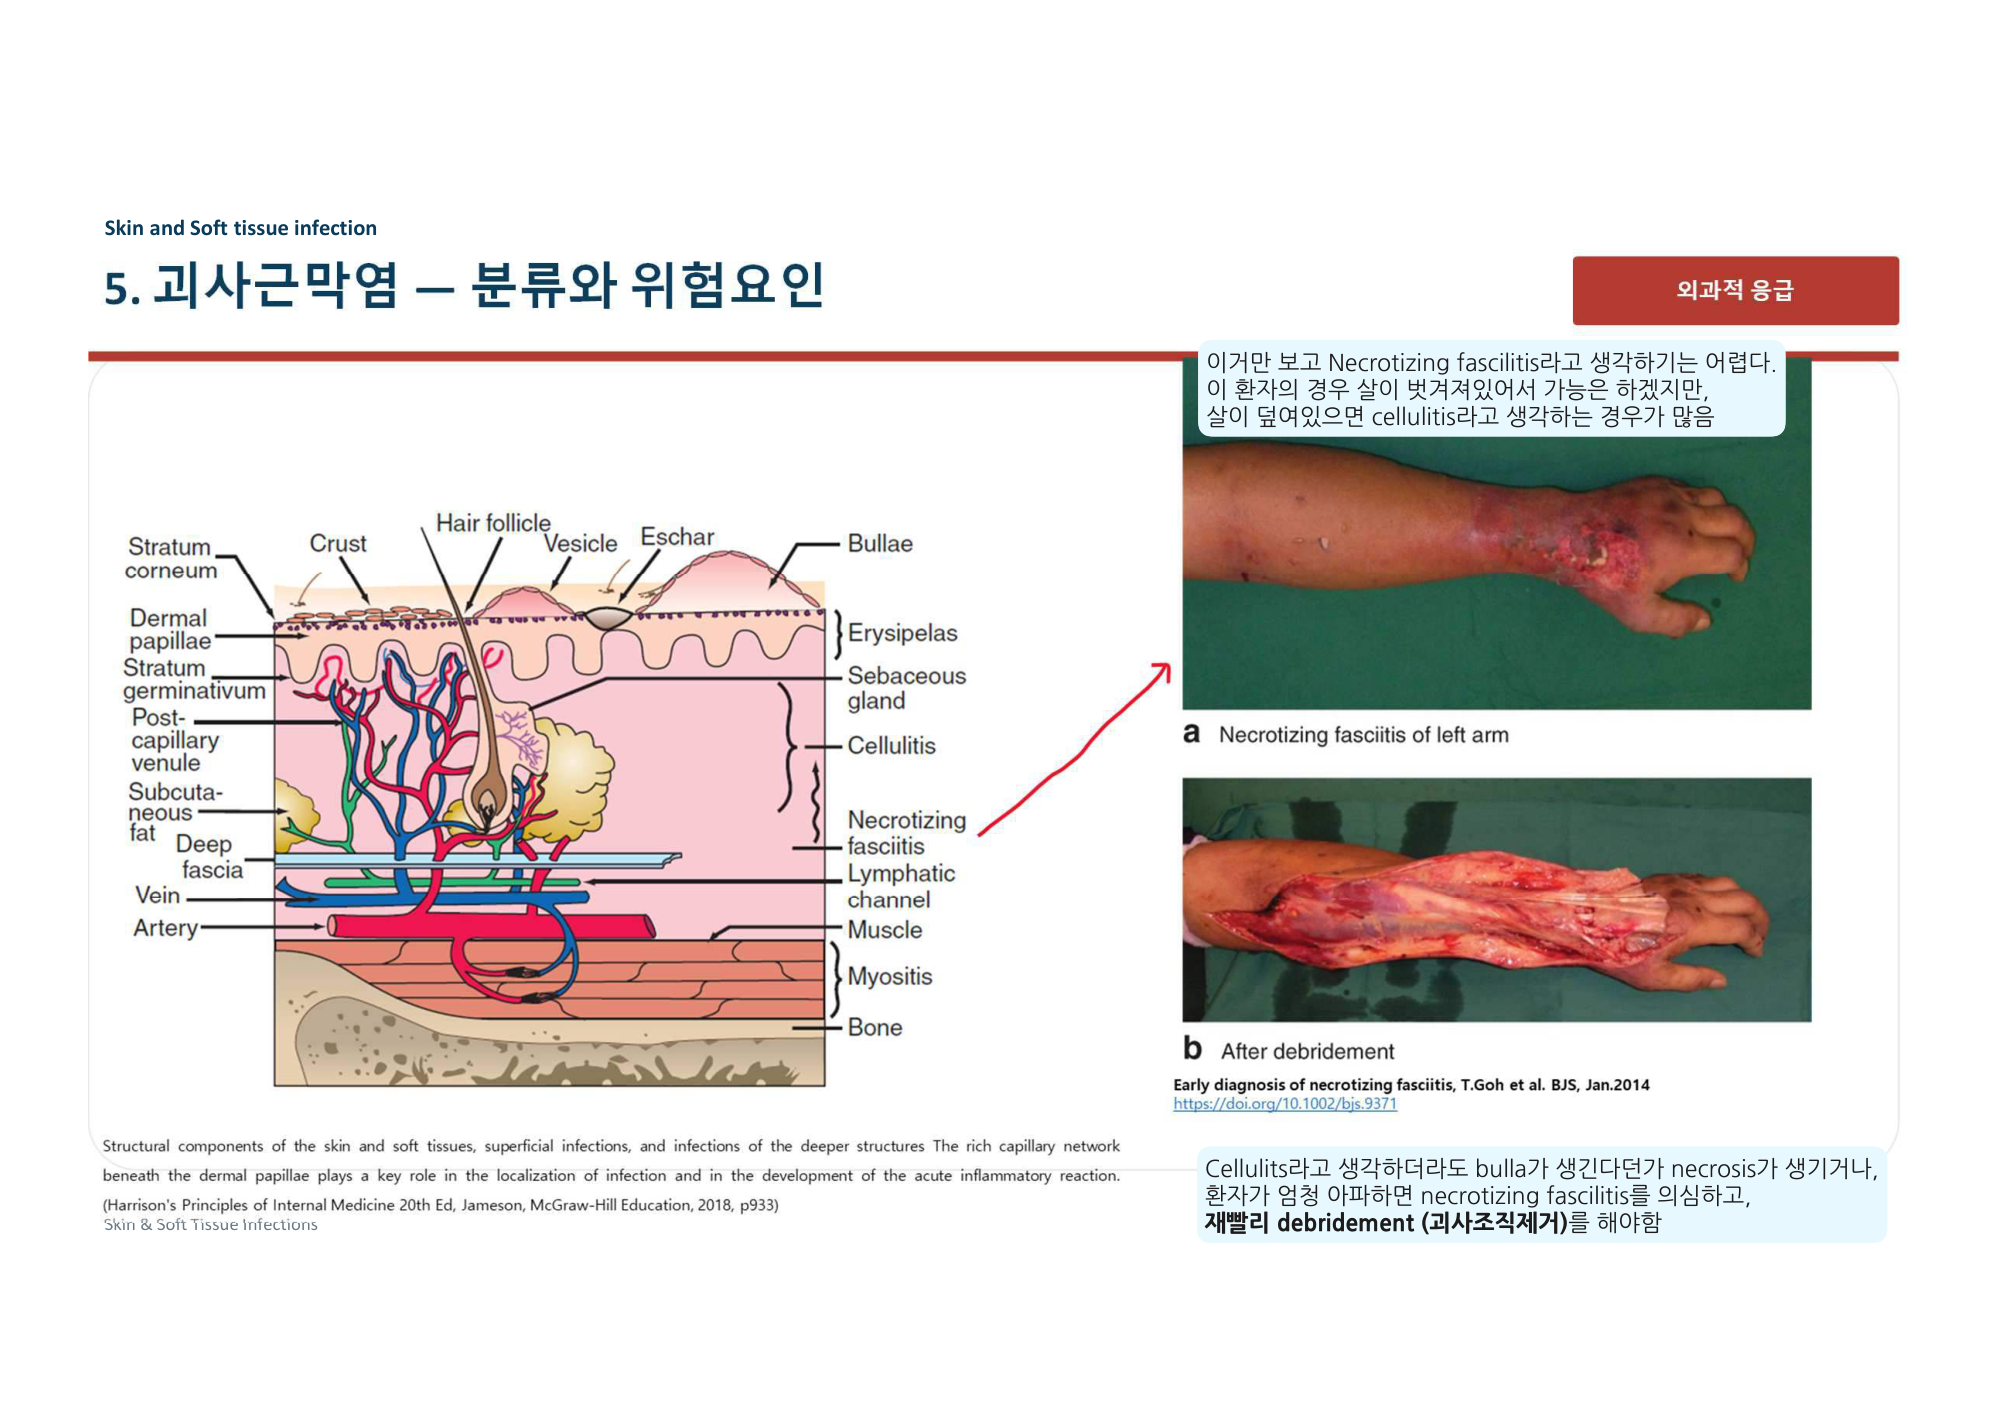 Skin and Soft tissue infection
5. 괴사근막염 – 분류와 위험요인
외과적 응급
이거만 보고 Necrotizing fascilitis라고 생각하기는 어렵다.
이 환자의 경우 살이 벗겨져있어서 가능은 하겠지만,
살이 덮여있으면 cellulitis라고 생각하는 경우가 많음
Stratum
corneum
Crust
Hair follicle
Vesicle
Eschar
Bullae
Dermal
papillae
Stratum
germinativum
Post-
capillary
venule
Subcuta-
neous
fat
Deep
fascia
Vein
Artery
Erysipelas
Sebaceous
gland
Cellulitis
Necrotizing
fasciitis
Lymphatic
channel
Muscle
Myositis
Bone
a Necrotizing fasciitis of left arm
b After debridement
Early diagnosis of necrotizing fasciitis, T.Goh et al. BJS, Jan.2014
https://doi.org/10.1002/bjs.9371
Structural components of the skin and soft tissues, superficial infections, and infections of the deeper structures The rich capillary network
beneath the dermal papillae plays a key role in the localization of infection and in the development of the acute inflammatory reaction.
(Harrison's Principles of Internal Medicine 20th Ed, Jameson, McGraw-Hill Education, 2018, p933)
Skin & Soft Tissue Infections
Cellulits라고 생각하더라도 bulla가 생긴다던가 necrosis가 생기거나,
환자가 엄청 아파하면 necrotizing fascilitis를 의심하고,
재빨리 debridement (괴사조직제거)를 해야함